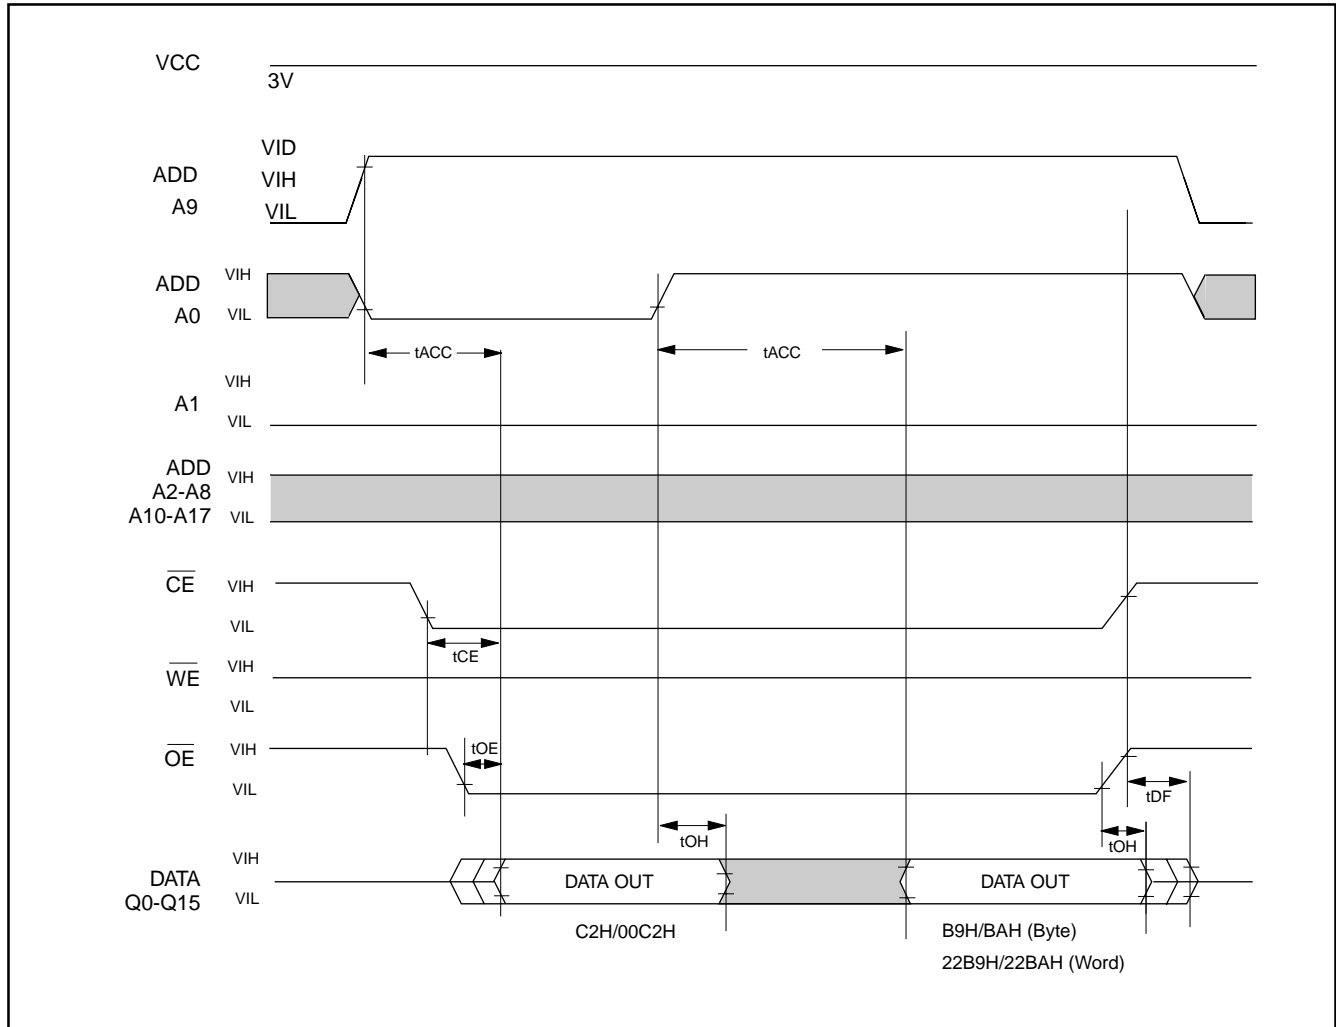 VCC
3V
VID
ADD
VIH
A9
VIL
VIH
ADD
A0
VIL
tACC
tACC
VIH
A1
VIL
ADD
VIH
A2-A8
A10-A17
VIL
CE
VIH
VIL
tCE
VIH
WE
VIL
tOE
VIH
OE
VIL
tDF
tOH
tOH
VIH
DATA
DATA OUT
DATA OUT
Q0-Q15
VIL
C2H/00C2H
B9H/BAH (Byte)
22B9H/22BAH (Word)